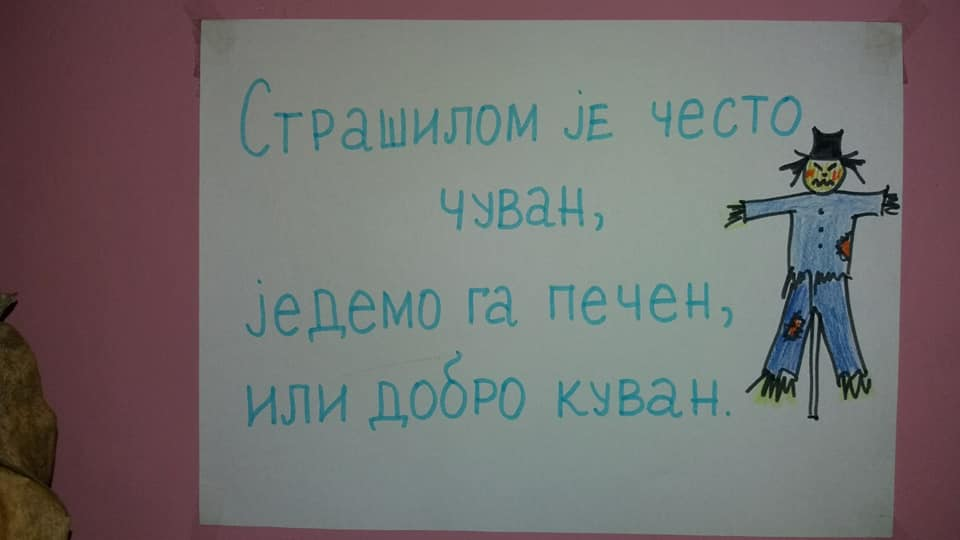 Страшилом је често
чуван,
једемо га печен,
или добро куван.